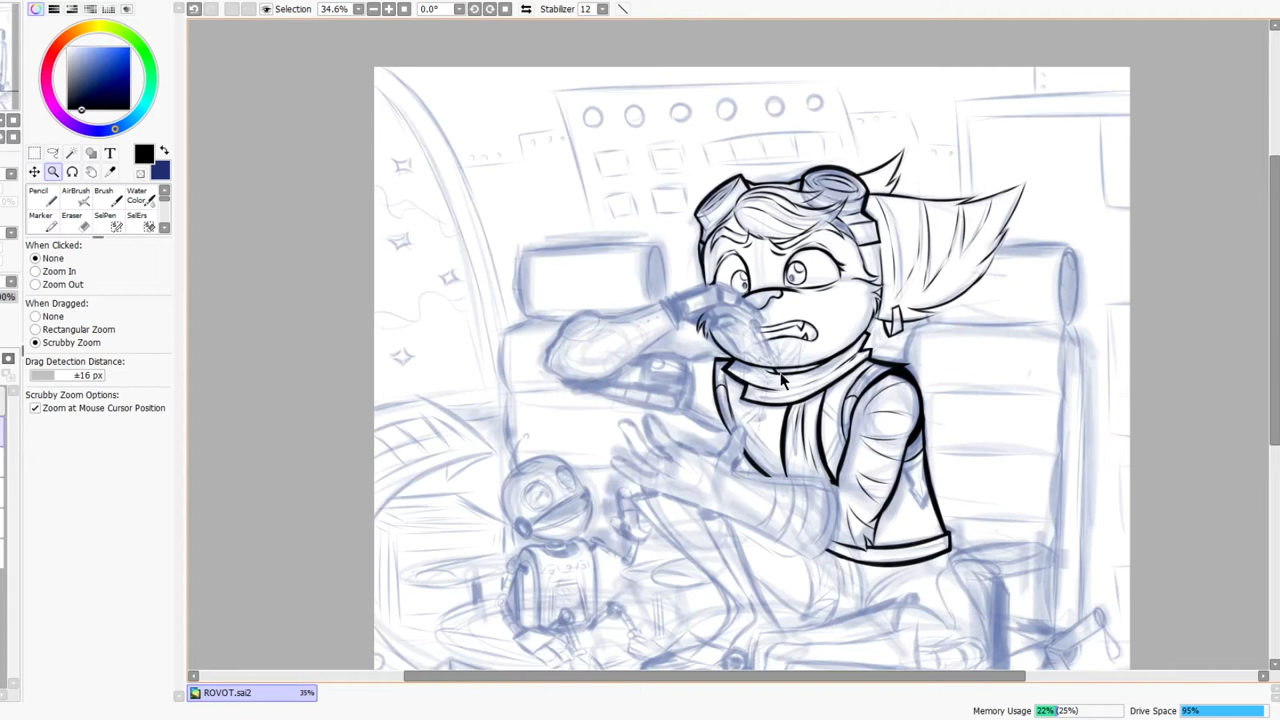 Selection 34.6% 0.0° Stabilizer 12
T
Pencil AirBrush Brush Water Color
Marker Eraser SelPen SelErs
When Clicked:
None
Zoom In
Zoom Out
When Dragged:
None
Rectangular Zoom
Scrubby Zoom
Drag Detection Distance:
±16 px
Scrubby Zoom Options:
Zoom at Mouse Cursor Position
ROVOT.sai2 35%
Memory Usage 22% (25%) Drive Space 95%